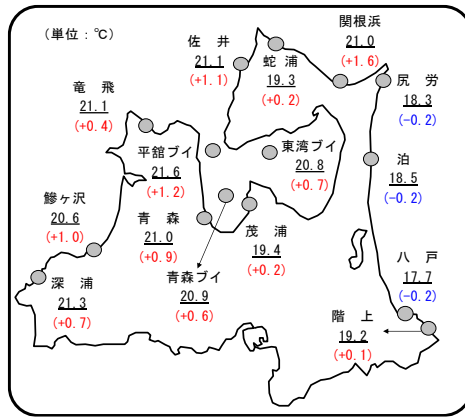 (単位:℃)
関根浜
21.0
(+1.6)
佐井
21.1
(+1.1)
蛇浦
19.3
(+0.2)
尻労
18.3
(-0.2)
竜飛
21.1
(+0.4)
平舘ブイ
21.6
(+1.2)
東湾ブイ
20.8
(+0.7)
泊
18.5
(-0.2)
鰺ヶ沢
20.6
(+1.0)
青森
21.0
(+0.9)
茂浦
19.4
(+0.2)
八戸
17.7
(-0.2)
深浦
21.3
(+0.7)
青森ブイ
20.9
(+0.6)
階上
19.2
(+0.1)